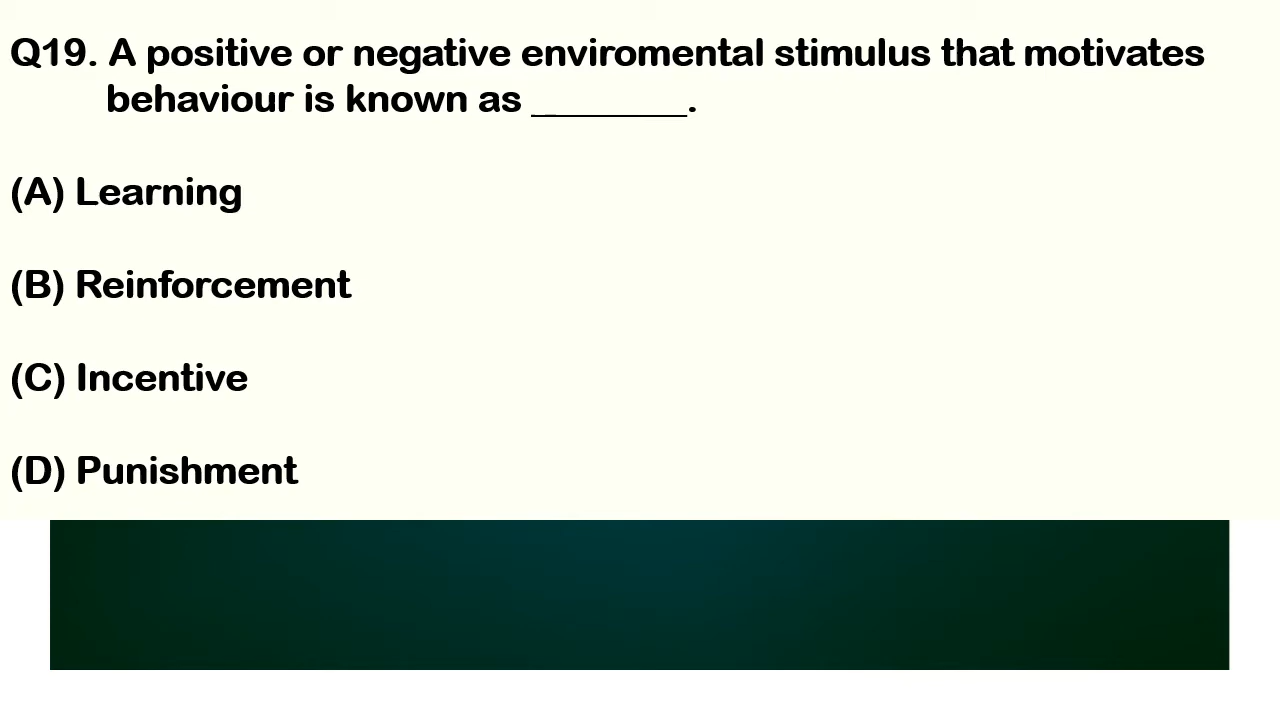 Q19. A positive or negative enviromental stimulus that motivates
behaviour is known as ________.
(A) Learning
(B) Reinforcement
(C) Incentive
(D) Punishment